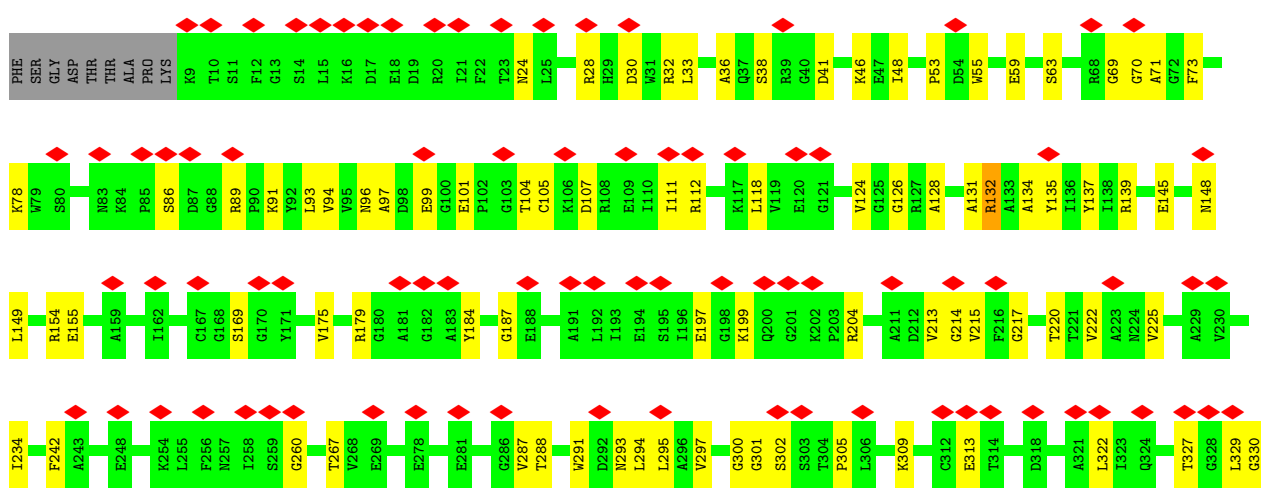 PHE SER GLY ASP THR THR ALA PRO LYS K9 T10 S11 F12 G13 S14 L15 K16 D17 E18 D19 R20 I21 F22 T23 N24 L25 R28 H29 D30 W31 R32 L33 A36 Q37 S38 R39 G40 D41 K46 E47 I48 P53 D54 W55 E59 S63 R68 G69 G70 A71 G72 F73
K78 W79 S80 N83 K84 P85 S86 D87 G88 R89 P90 K91 Y92 L93 V94 V95 N96 A97 D98 E99 G100 E101 P102 G103 T104 C105 K106 D107 R108 E109 I110 I111 R112 K117 L118 V119 E120 G121 V124 G125 G126 R127 A128 A131 R132 A133 A134 Y135 I136 Y137 I138 R139 E145 N148
L149 R154 E155 A159 I162 C167 G168 S169 G170 Y171 V175 R179 G180 A181 G182 A183 Y184 G187 E188 A191 L192 I193 E194 S195 I196 E197 G198 K199 Q200 G201 K202 P203 R204 A211 D212 V213 G214 V215 F216 G217 T220 T221 V222 A223 N224 V225 A229 V230
I234 F242 A243 E248 K254 L255 F256 N257 I258 S259 G260 T267 V268 E269 E278 E281 G286 V287 T288 W291 D292 N293 L294 L295 A296 V297 G300 G301 S302 S303 T304 P305 L306 K309 C312 E313 T314 D318 A321 L322 I323 Q324 T327 G328 L329 G330